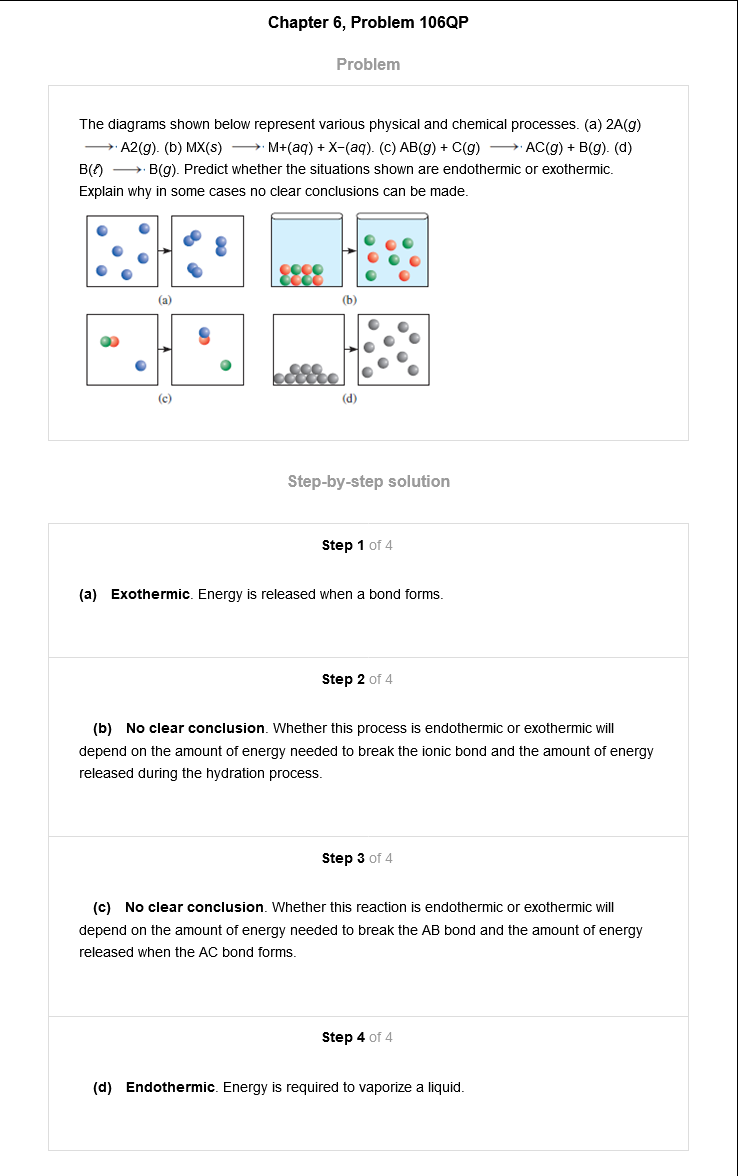 Chapter 6, Problem 106QP
Problem
The diagrams shown below represent various physical and chemical processes. (a) 2A(g)
⟶ A2(g). (b) MX(s) ⟶ M+(aq) + X−(aq). (c) AB(g) + C(g) ⟶ AC(g) + B(g). (d)
B(ℓ) ⟶ B(g). Predict whether the situations shown are endothermic or exothermic.
Explain why in some cases no clear conclusions can be made.
(a)
(b)
(c)
(d)
Step-by-step solution
Step 1 of 4
(a) Exothermic. Energy is released when a bond forms.
Step 2 of 4
(b) No clear conclusion. Whether this process is endothermic or exothermic will
depend on the amount of energy needed to break the ionic bond and the amount of energy
released during the hydration process.
Step 3 of 4
(c) No clear conclusion. Whether this reaction is endothermic or exothermic will
depend on the amount of energy needed to break the AB bond and the amount of energy
released when the AC bond forms.
Step 4 of 4
(d) Endothermic. Energy is required to vaporize a liquid.